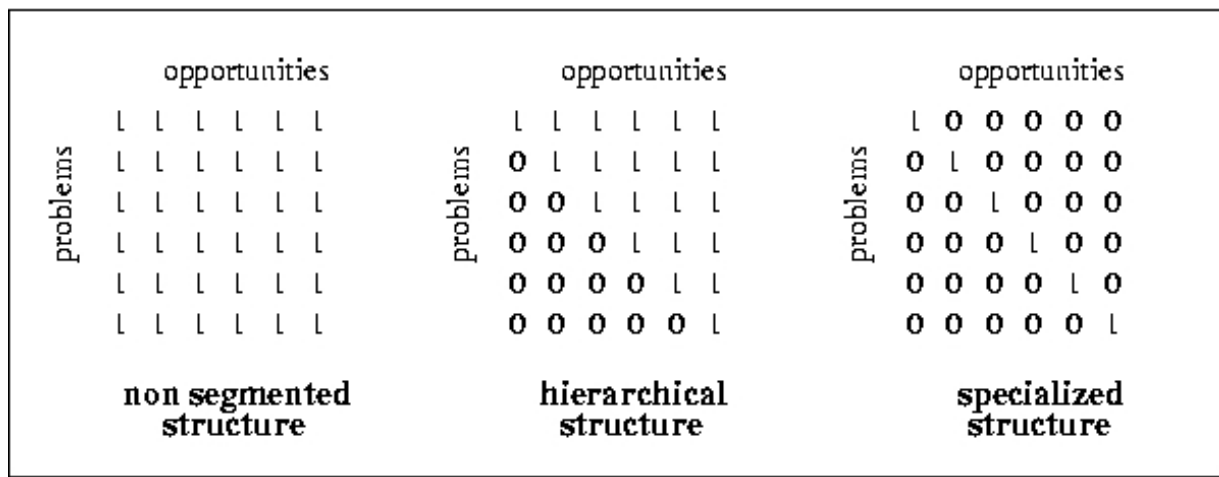 opportunities
problems
l l l l l l
l l l l l l
l l l l l l
l l l l l l
l l l l l l
l l l l l l
non segmented
structure
opportunities
problems
l l l l l l
0 l l l l l
0 0 l l l l
0 0 0 l l l
0 0 0 0 l l
0 0 0 0 0 l
hierarchical
structure
opportunities
problems
l 0 0 0 0 0
0 l 0 0 0 0
0 0 l 0 0 0
0 0 0 l 0 0
0 0 0 0 l 0
0 0 0 0 0 l
specialized
structure